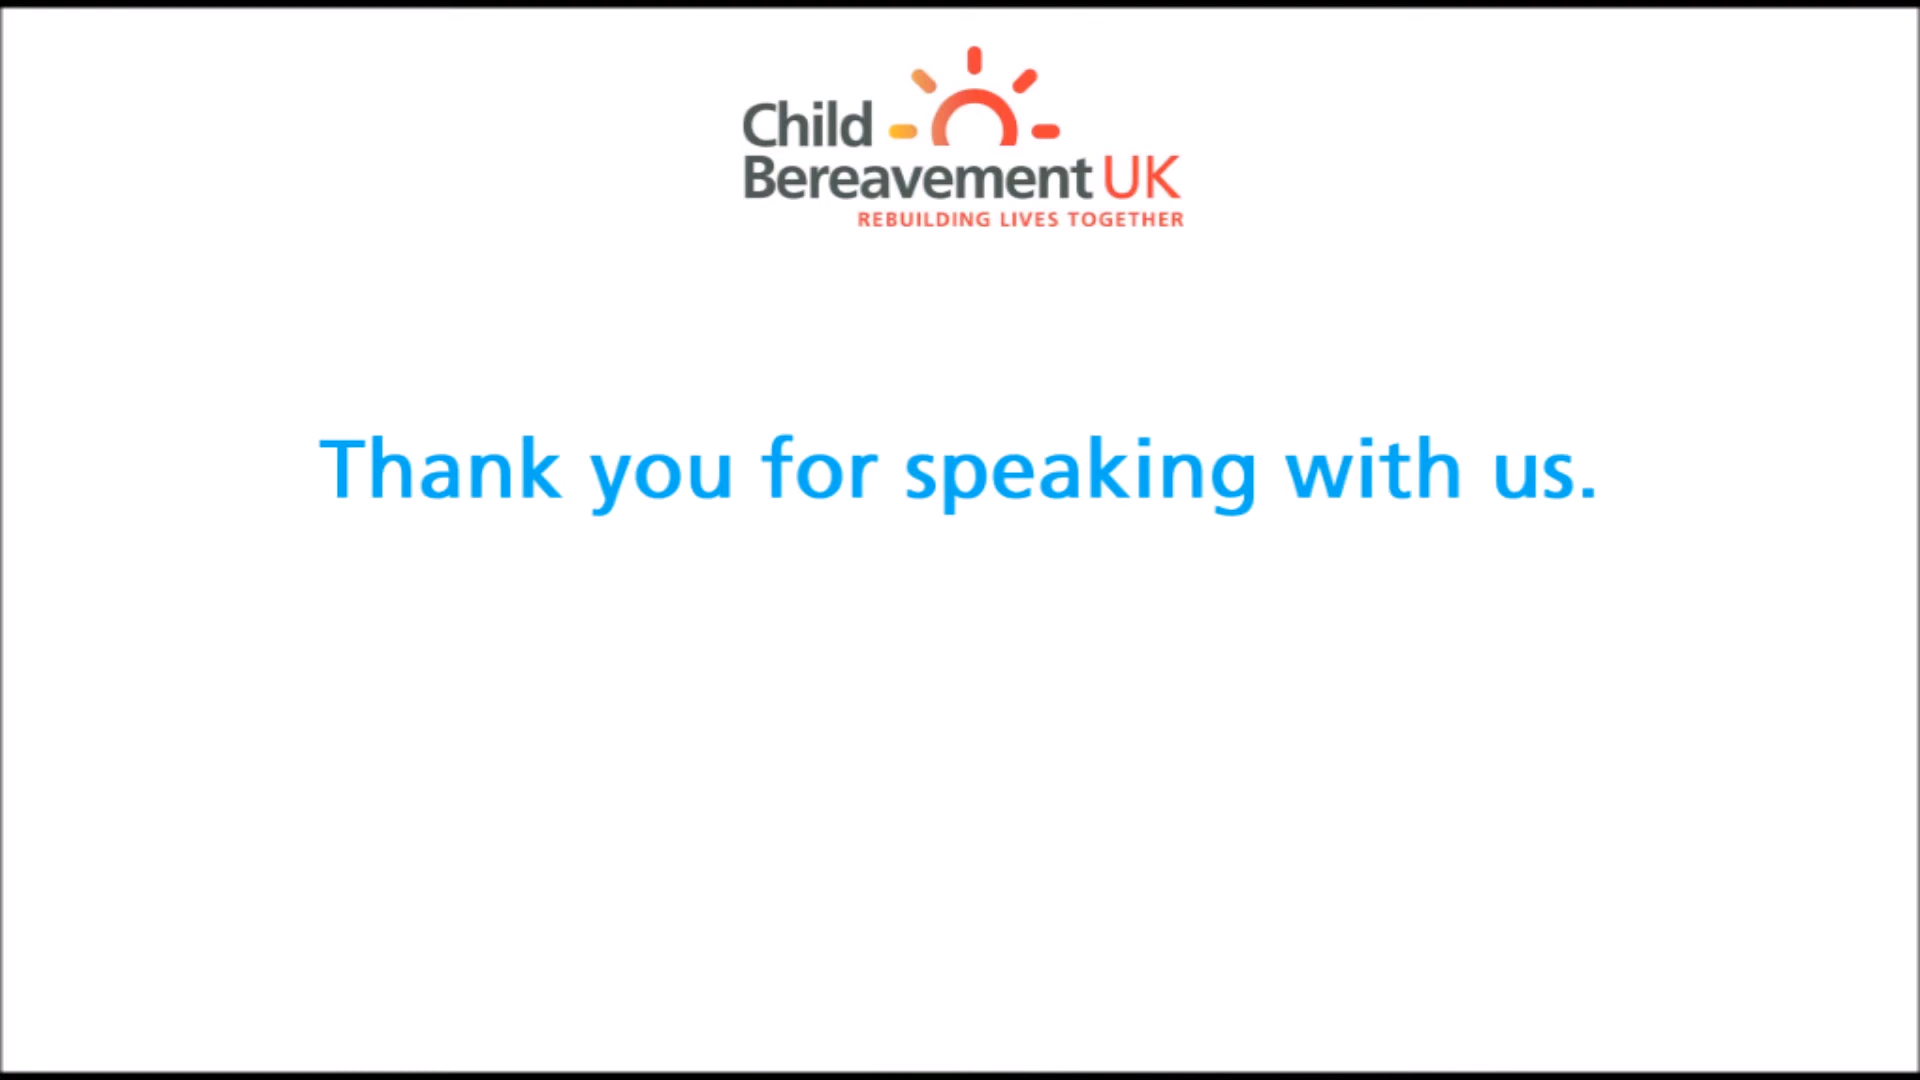 Child
Bereavement UK
REBUILDING LIVES TOGETHER
Thank you for speaking with us.